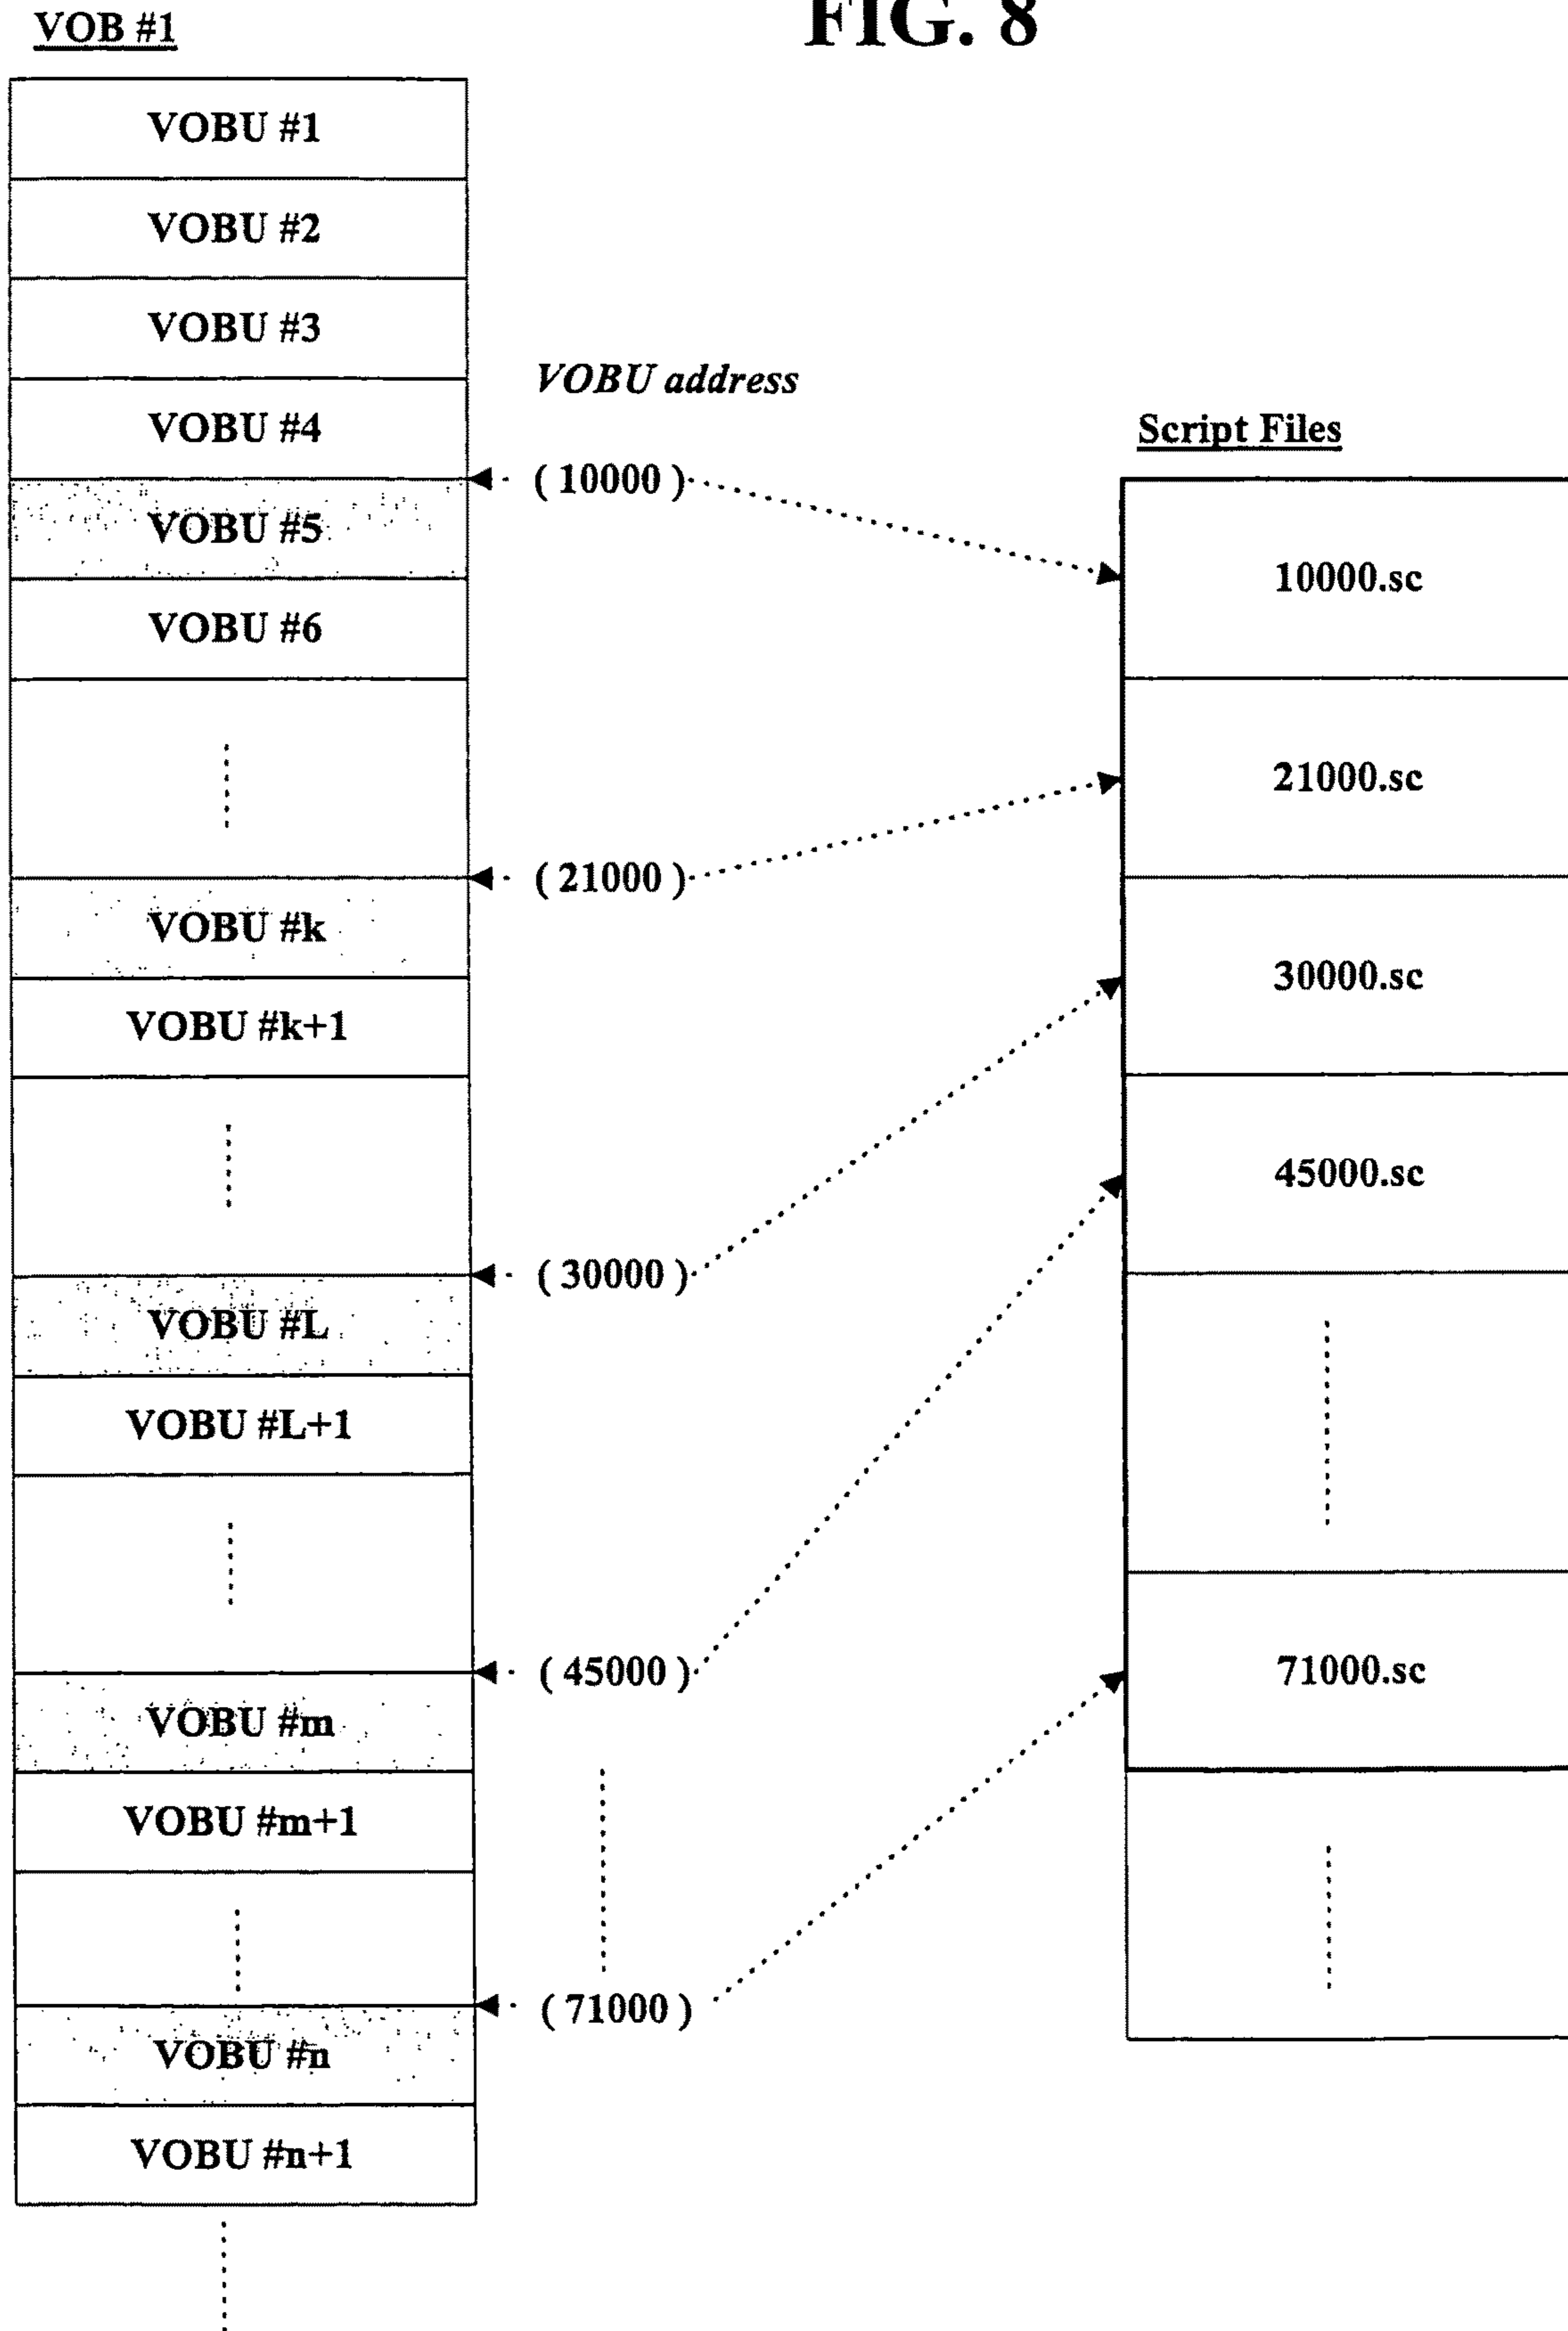 FIG. 8
VOB #1
VOBU #1
VOBU #2
VOBU #3
VOBU #4
VOBU #5
VOBU #6
VOBU #k
VOBU #k+1
VOBU #L
VOBU #L+1
VOBU #m
VOBU #m+1
VOBU #n
VOBU #n+1
VOBU address
( 10000 )
( 21000 )
( 30000 )
( 45000 )
( 71000 )
Script Files
10000.sc
21000.sc
30000.sc
45000.sc
71000.sc